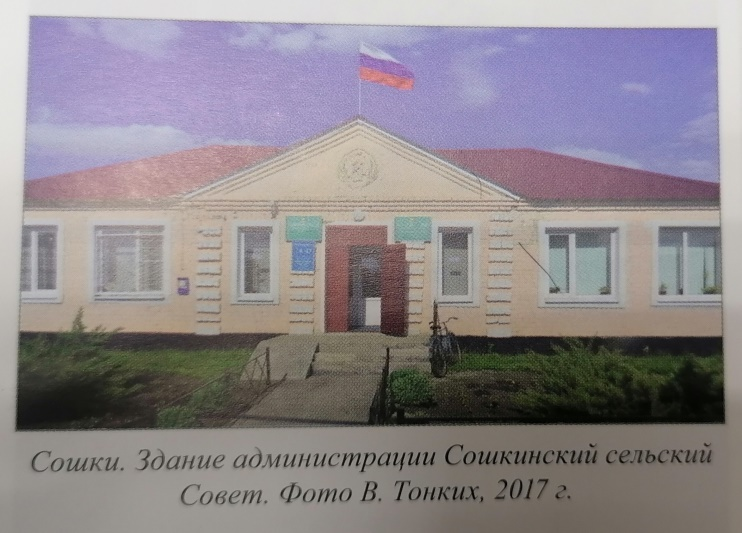 Сошки. Здание администрации Сошкинский сельский
Совет. Фото В. Тонких, 2017 г.